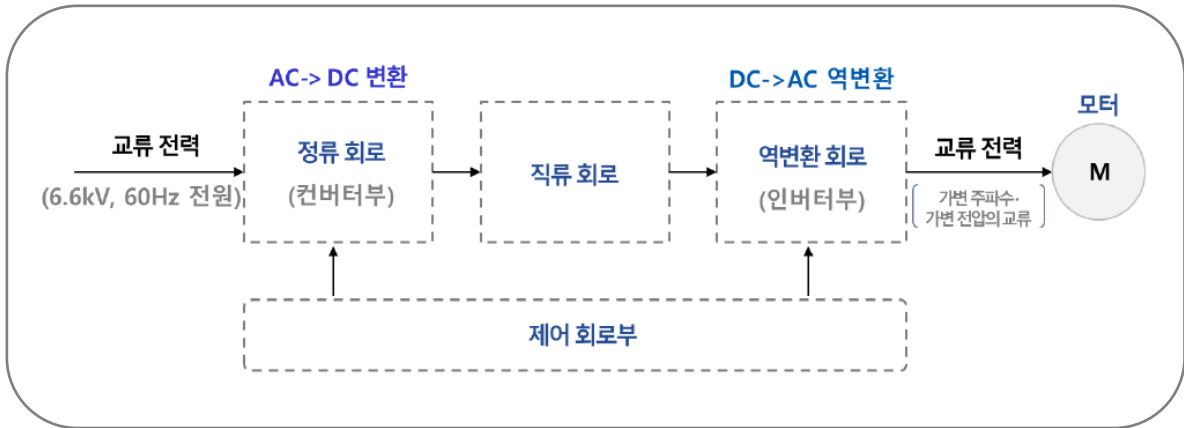 AC-> DC 변환
DC->AC 역변환
모터
교류 전력
(6.6kV, 60Hz 전원)
정류 회로
(컨버터부)
직류 회로
역변환 회로
(인버터부)
교류 전력
가변 주파수·
가변 전압의 교류
M
제어 회로부